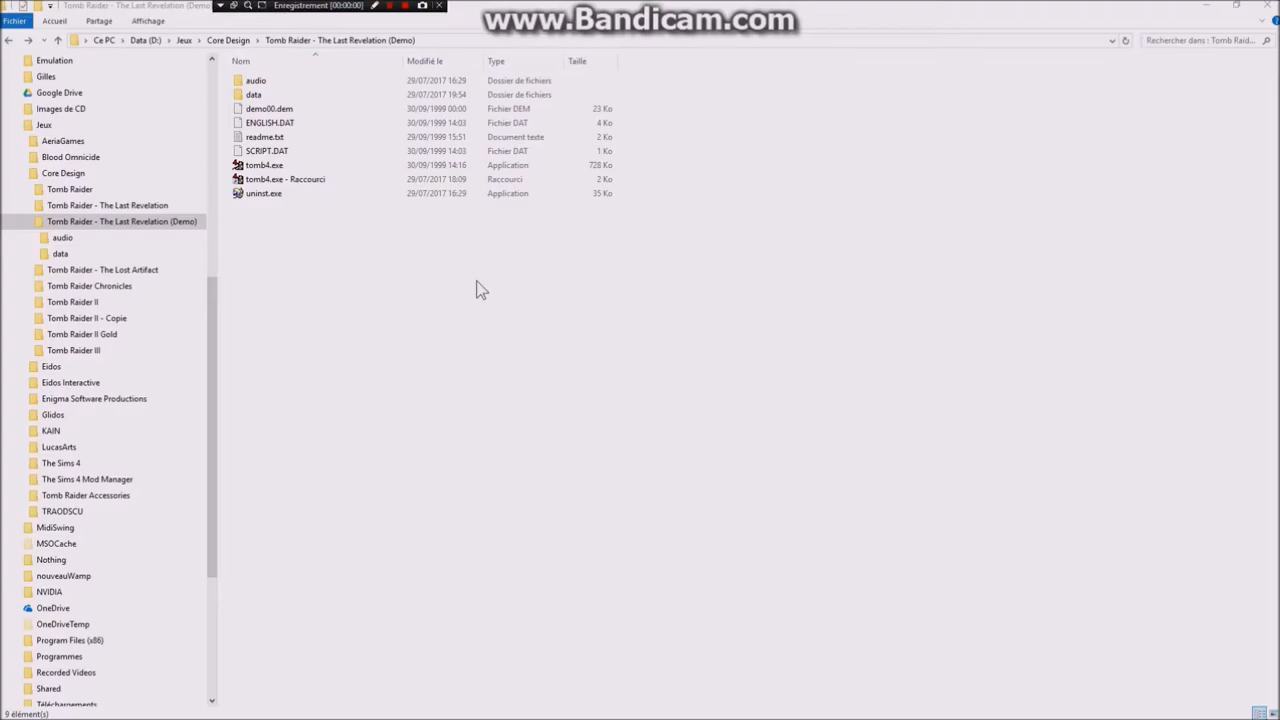 Tomb Raider - The Last Revelation (Demo)
Enregistrement [00:00:00]
www.Bandicam.com
Fichier Accueil Partage Affichage
Ce PC Data (D:) Jeux Core Design Tomb Raider - The Last Revelation (Demo)
Rechercher dans : Tomb Raid...
Nom Modifié le Type Taille
audio 29/07/2017 16:29 Dossier de fichiers
data 29/07/2017 19:54 Dossier de fichiers
demo00.dem 30/09/1999 00:00 Fichier DEM 23 Ko
ENGLISH.DAT 30/09/1999 14:03 Fichier DAT 4 Ko
readme.txt 29/09/1999 15:51 Document texte 2 Ko
SCRIPT.DAT 30/09/1999 14:03 Fichier DAT 1 Ko
tomb4.exe 30/09/1999 14:16 Application 728 Ko
tomb4.exe - Raccourci 29/07/2017 18:09 Raccourci 2 Ko
uninst.exe 29/07/2017 16:29 Application 35 Ko
Emulation
Gilles
Google Drive
Images de CD
Jeux
AeriaGames
Blood Omnicide
Core Design
Tomb Raider
Tomb Raider - The Last Revelation
Tomb Raider - The Last Revelation (Demo)
audio
data
Tomb Raider - The Lost Artifact
Tomb Raider Chronicles
Tomb Raider II
Tomb Raider II - Copie
Tomb Raider II Gold
Tomb Raider III
Eidos
Eidos Interactive
Enigma Software Productions
Glidos
KAIN
LucasArts
The Sims 4
The Sims 4 Mod Manager
Tomb Raider Accessories
TRAODSCU
MidiSwing
MSOCache
Nothing
nouveauWamp
NVIDIA
OneDrive
OneDriveTemp
Program Files (x86)
Programmes
Recorded Videos
Shared
Téléchargements
9 élément(s)